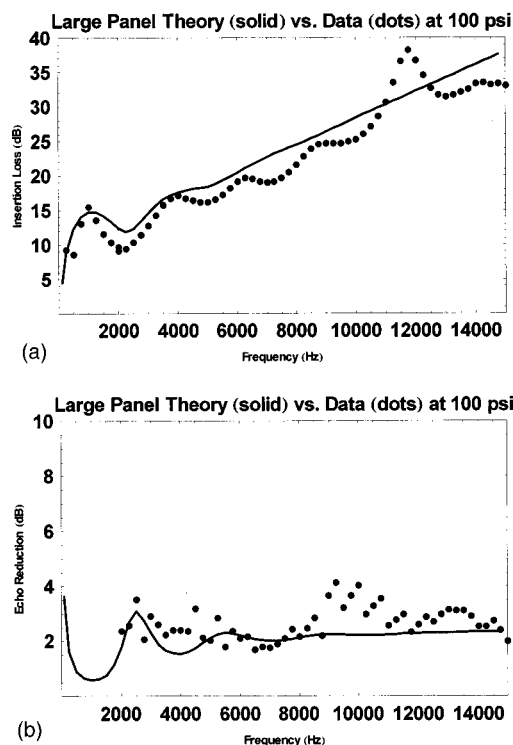 Large Panel Theory (solid) vs. Data (dots) at 100 psi
40
35
30
25
20
15
10
5
Insertion Loss (dB)
2000 4000 6000 8000 10000 12000 14000
Frequency (Hz)
(a)
Large Panel Theory (solid) vs. Data (dots) at 100 psi
10
8
6
4
2
Echo Reduction (dB)
2000 4000 6000 8000 10000 12000 14000
Frequency (Hz)
(b)